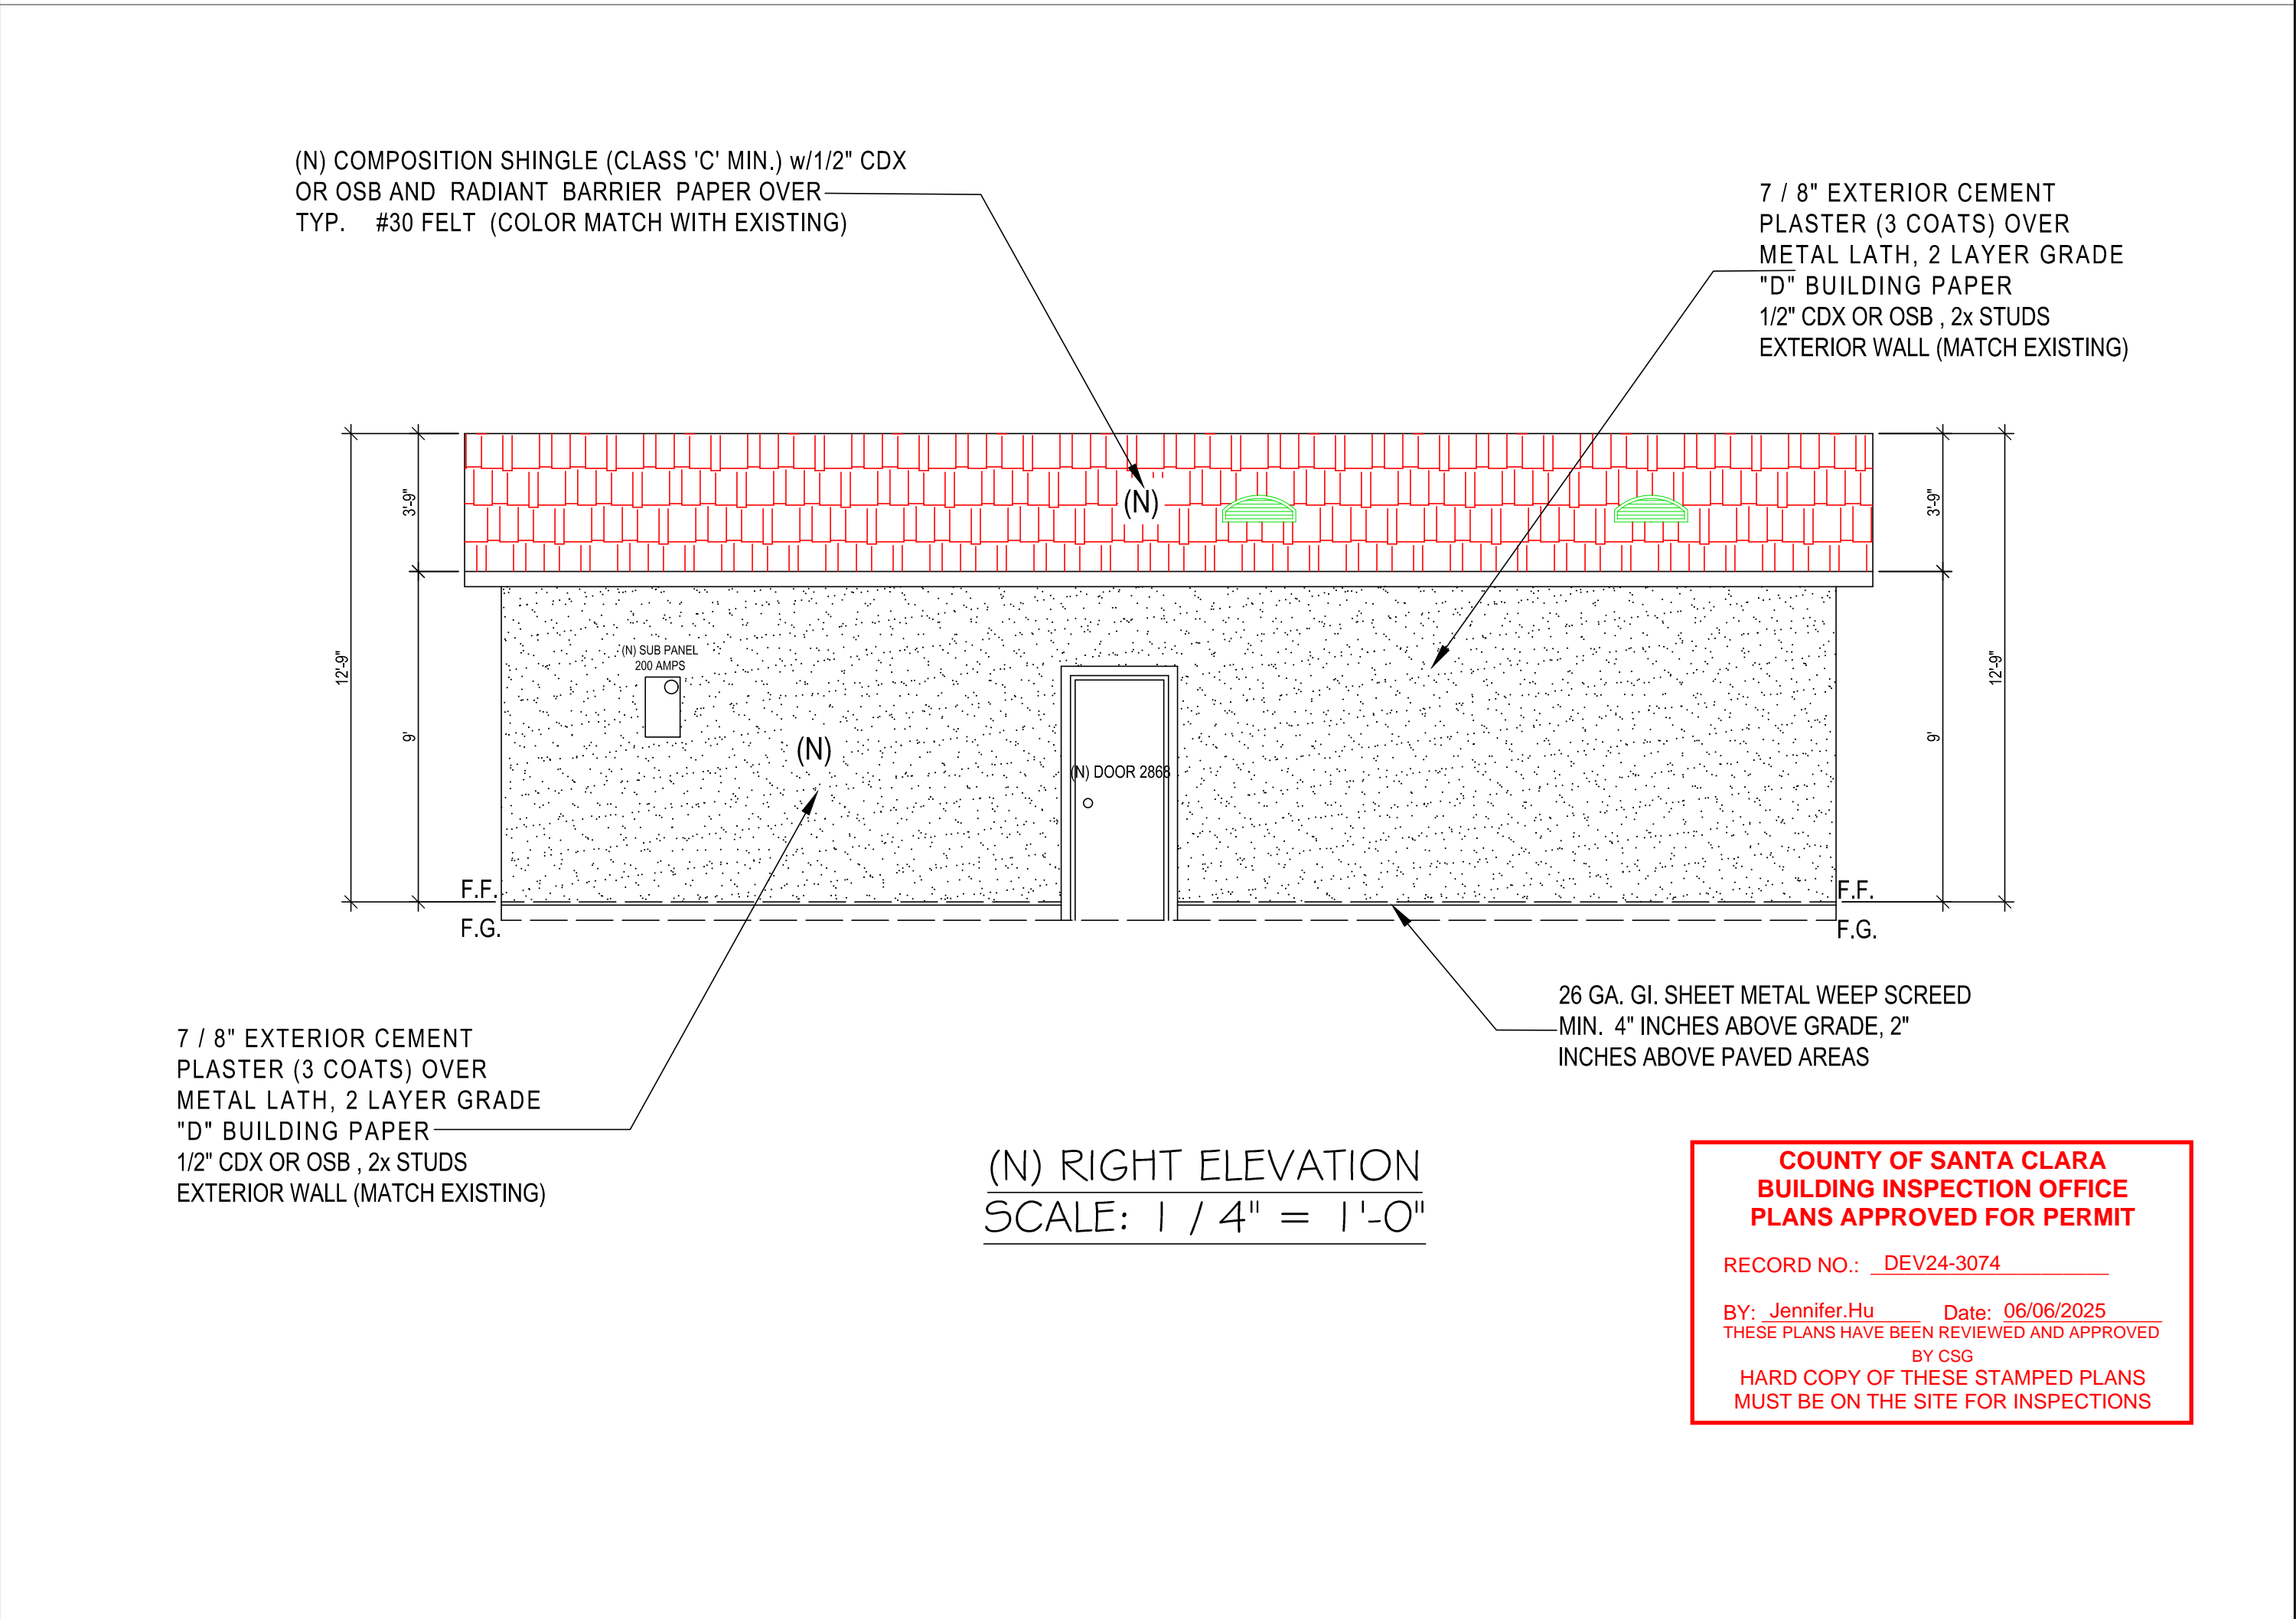 (N) COMPOSITION SHINGLE (CLASS 'C' MIN.) w/1/2" CDX
OR OSB AND RADIANT BARRIER PAPER OVER
TYP. #30 FELT (COLOR MATCH WITH EXISTING)
7 / 8" EXTERIOR CEMENT
PLASTER (3 COATS) OVER
METAL LATH, 2 LAYER GRADE
"D" BUILDING PAPER
1/2" CDX OR OSB , 2x STUDS
EXTERIOR WALL (MATCH EXISTING)
3'-9"
(N)
3'-9"
12'-9"
9'
(N) SUB PANEL
200 AMPS
(N)
(N) DOOR 2868
9'
12'-9"
F.F.
F.G.
F.F.
F.G.
26 GA. GI. SHEET METAL WEEP SCREED
MIN. 4" INCHES ABOVE GRADE, 2"
INCHES ABOVE PAVED AREAS
7 / 8" EXTERIOR CEMENT
PLASTER (3 COATS) OVER
METAL LATH, 2 LAYER GRADE
"D" BUILDING PAPER
1/2" CDX OR OSB , 2x STUDS
EXTERIOR WALL (MATCH EXISTING)
(N) RIGHT ELEVATION
SCALE: 1 / 4" = 1'-0"
COUNTY OF SANTA CLARA
BUILDING INSPECTION OFFICE
PLANS APPROVED FOR PERMIT
RECORD NO.: DEV24-3074
BY: Jennifer.Hu Date: 06/06/2025
THESE PLANS HAVE BEEN REVIEWED AND APPROVED
BY CSG
HARD COPY OF THESE STAMPED PLANS
MUST BE ON THE SITE FOR INSPECTIONS